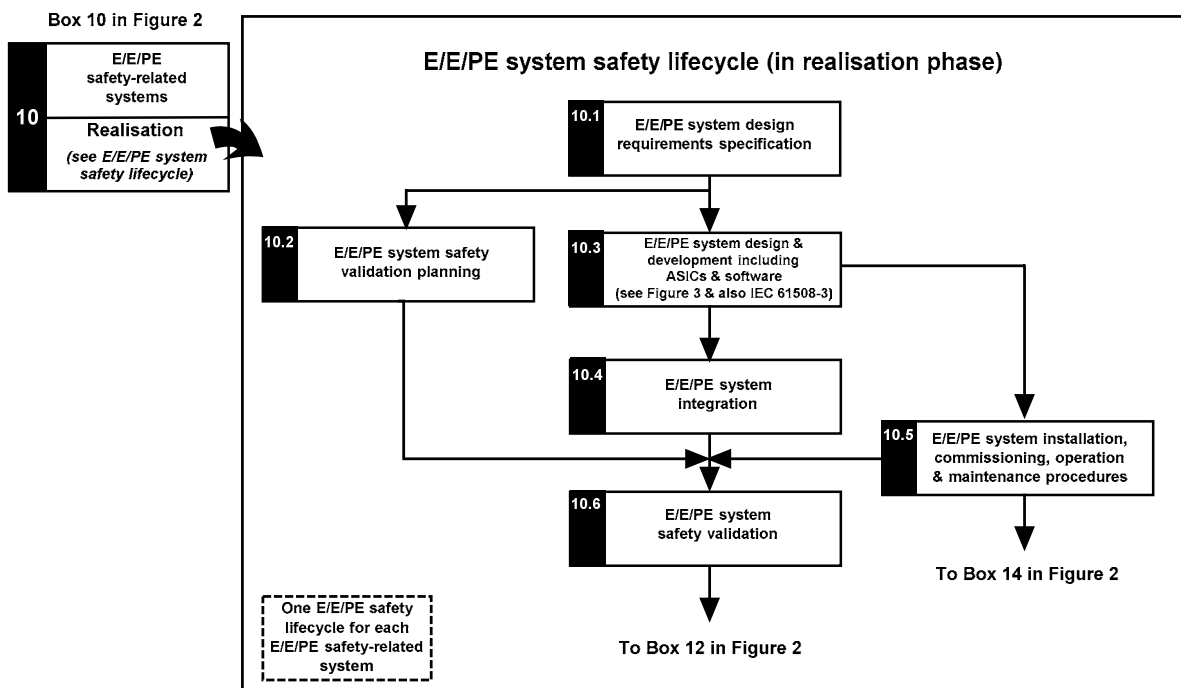 Box 10 in Figure 2
10
E/E/PE
safety-related
systems
Realisation
(see E/E/PE system
safety lifecycle)
E/E/PE system safety lifecycle (in realisation phase)
10.1
E/E/PE system design
requirements specification
10.2
E/E/PE system safety
validation planning
10.3
E/E/PE system design &
development including
ASICs & software
(see Figure 3 & also IEC 61508-3)
10.4
E/E/PE system
integration
10.5
E/E/PE system installation,
commissioning, operation
& maintenance procedures
10.6
E/E/PE system
safety validation
To Box 14 in Figure 2
One E/E/PE safety
lifecycle for each
E/E/PE safety-related
system
To Box 12 in Figure 2